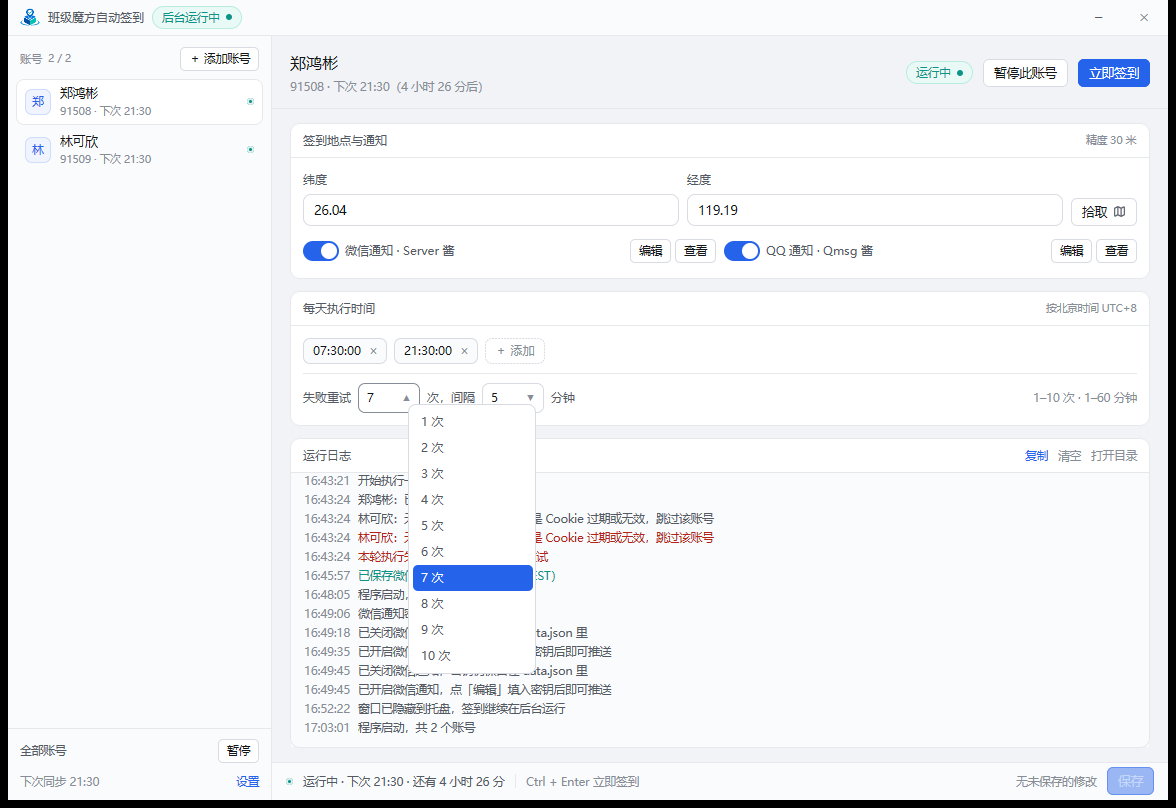 班级魔方自动签到 后台运行中
账号 2 / 2 + 添加账号
郑 郑鸿彬
91508 · 下次 21:30
林 林可欣
91509 · 下次 21:30
全部账号 暂停
下次同步 21:30 设置
郑鸿彬
91508 · 下次 21:30（4 小时 26 分后）
运行中 暂停此账号 立即签到
签到地点与通知 精度 30 米
纬度 经度
26.04 119.19 拾取
微信通知 · Server 酱 编辑 查看 QQ 通知 · Qmsg 酱 编辑 查看
每天执行时间 按北京时间 UTC+8
07:30:00 × 21:30:00 × + 添加
失败重试 7 ▲ 次，间隔 5 ▼ 分钟 1–10 次 · 1–60 分钟
1 次
2 次
3 次
4 次
5 次
6 次
7 次
8 次
9 次
10 次
运行日志 复制 清空 打开目录
16:43:21 开始执行
16:43:24 郑鸿彬：
16:43:24 林可欣： Cookie 过期或无效，跳过该账号
16:43:24 林可欣： Cookie 过期或无效，跳过该账号
16:43:24 本轮执行 试
16:45:57 已保存微 EST)
16:48:05 程序启动，
16:49:06 微信通知
16:49:18 已关闭微 ta.json 里
16:49:35 已开启微 密钥后即可推送
16:49:45 已关闭微信通知， data.json 里
16:49:45 已开启微信通知，点「编辑」填入密钥后即可推送
16:52:22 窗口已隐藏到托盘，签到继续在后台运行
17:03:01 程序启动，共 2 个账号
运行中 · 下次 21:30 · 还有 4 小时 26 分 Ctrl + Enter 立即签到 无未保存的修改 保存